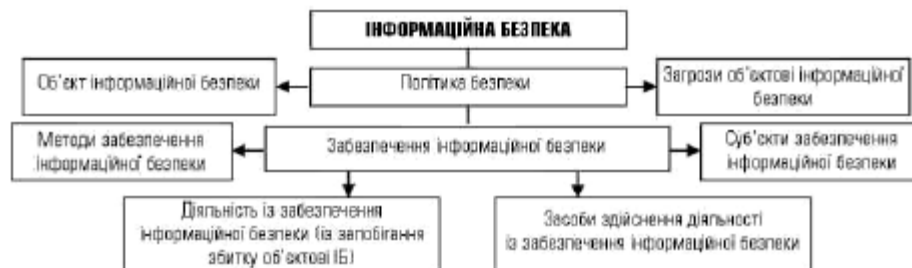 ІНФОРМАЦІЙНА БЕЗПЕКА
Об'єкт інформаційної безпеки
Політика безпеки
Загрози об'єктові інформаційної
безпеки
Методи забезпечення
інформаційної безпеки
Забезпечення інформаційної безпеки
Суб'єкти забезпечення
інформаційної безпеки
Діяльність із забезпечення
інформаційної безпеки (із запобігання
збитку об'єктові ІБ)
Засоби здійснення діяльності
із забезпечення інформаційної безпеки